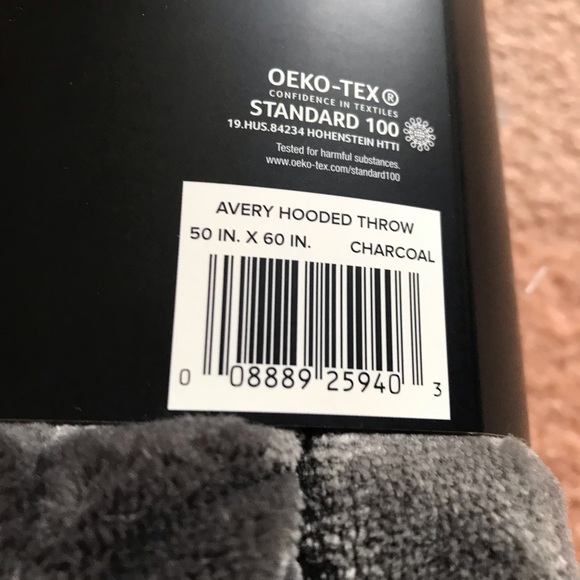 OEKO-TEX®
CONFIDENCE IN TEXTILES
STANDARD 100
19.HUS.84234 HOHENSTEIN HTTI
Tested for harmful substances.
www.oeko-tex.com/standard100
AVERY HOODED THROW
50 IN. X 60 IN. CHARCOAL
0 08889 25940 3